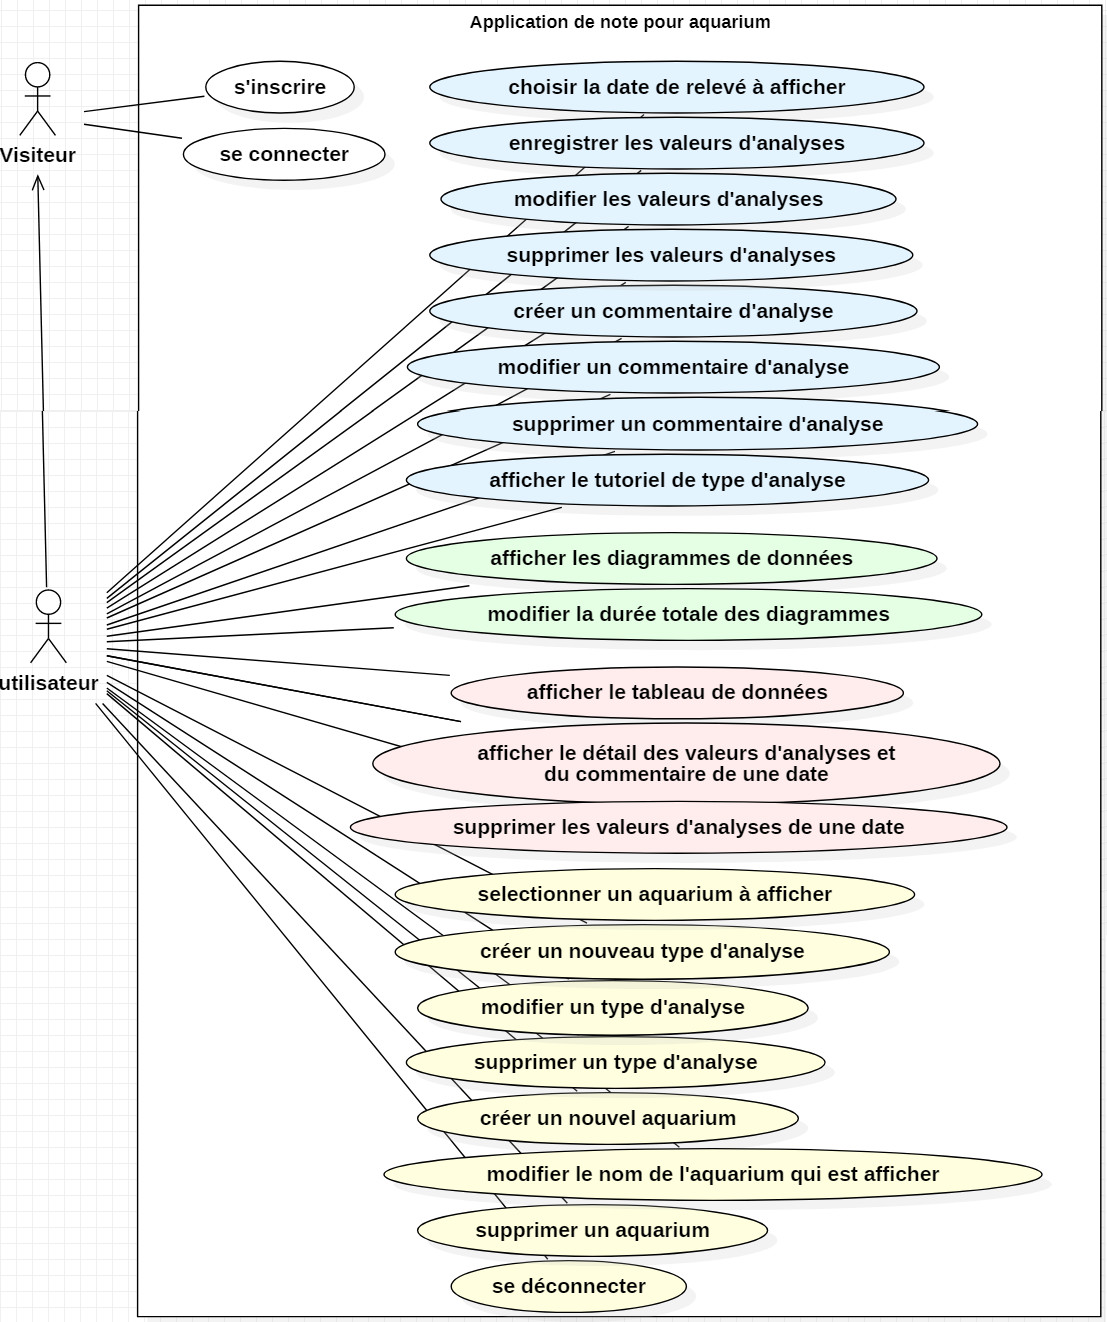 Application de note pour aquarium
Visiteur
s'inscrire
se connecter
choisir la date de relevé à afficher
enregistrer les valeurs d'analyses
modifier les valeurs d'analyses
supprimer les valeurs d'analyses
créer un commentaire d'analyse
modifier un commentaire d'analyse
supprimer un commentaire d'analyse
afficher le tutoriel de type d'analyse
afficher les diagrammes de données
modifier la durée totale des diagrammes
utilisateur
afficher le tableau de données
afficher le détail des valeurs d'analyses et
du commentaire de une date
supprimer les valeurs d'analyses de une date
selectionner un aquarium à afficher
créer un nouveau type d'analyse
modifier un type d'analyse
supprimer un type d'analyse
créer un nouvel aquarium
modifier le nom de l'aquarium qui est afficher
supprimer un aquarium
se déconnecter